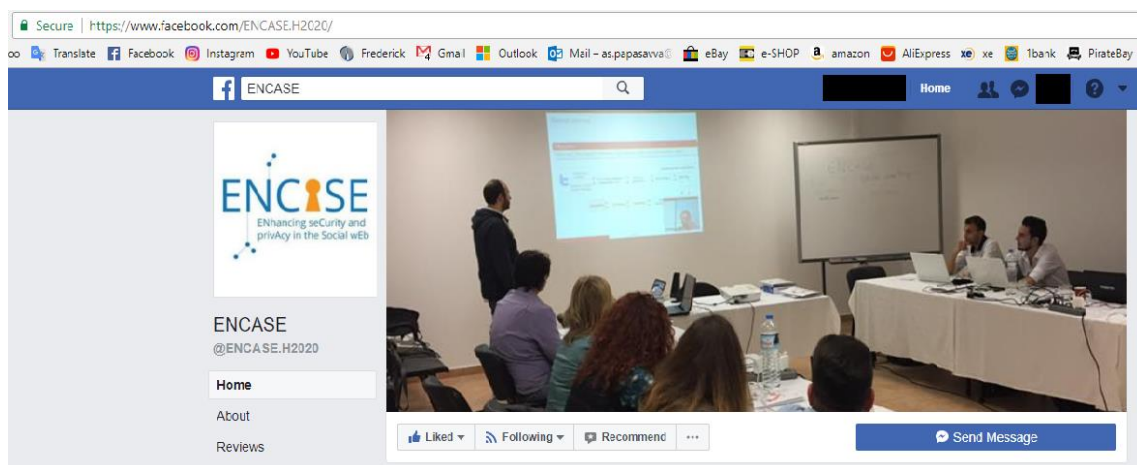 Secure | https://www.facebook.com/ENCASE.H2020/
oo Translate Facebook Instagram YouTube Frederick Gmail Outlook Mail – as.papasavva@ eBay e-SHOP amazon AliExpress xe 1bank PirateBay
ENCASE Home
ENCASE
ENhancing seCurity and
privAcy in the Social wEb
ENCASE
@ENCASE.H2020
Home
About
Reviews
Liked Following Recommend ... Send Message